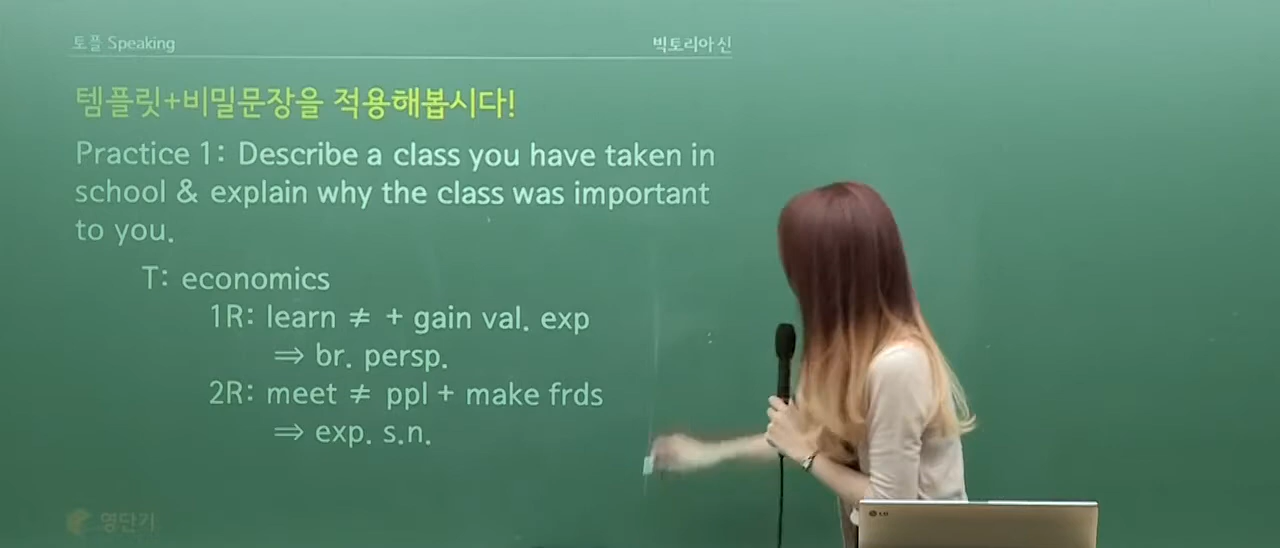 토플 Speaking
빅토리아 신
템플릿+비밀문장을 적용해봅시다!
Practice 1: Describe a class you have taken in
school & explain why the class was important
to you.
T: economics
1R: learn ≠ + gain val. exp
⇒ br. persp.
2R: meet ≠ ppl + make frds
⇒ exp. s.n.
영단기
LG